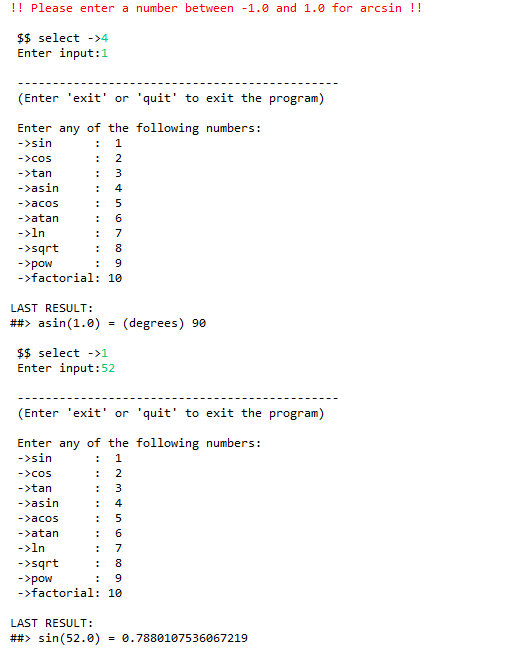 !! Please enter a number between -1.0 and 1.0 for arcsin !!
$$ select ->4
Enter input:1
----------------------------------------------
(Enter 'exit' or 'quit' to exit the program)
Enter any of the following numbers:
->sin      :  1
->cos      :  2
->tan      :  3
->asin     :  4
->acos     :  5
->atan     :  6
->ln       :  7
->sqrt     :  8
->pow      :  9
->factorial: 10
LAST RESULT:
##> asin(1.0) = (degrees) 90
$$ select ->1
Enter input:52
----------------------------------------------
(Enter 'exit' or 'quit' to exit the program)
Enter any of the following numbers:
->sin      :  1
->cos      :  2
->tan      :  3
->asin     :  4
->acos     :  5
->atan     :  6
->ln       :  7
->sqrt     :  8
->pow      :  9
->factorial: 10
LAST RESULT:
##> sin(52.0) = 0.7880107536067219